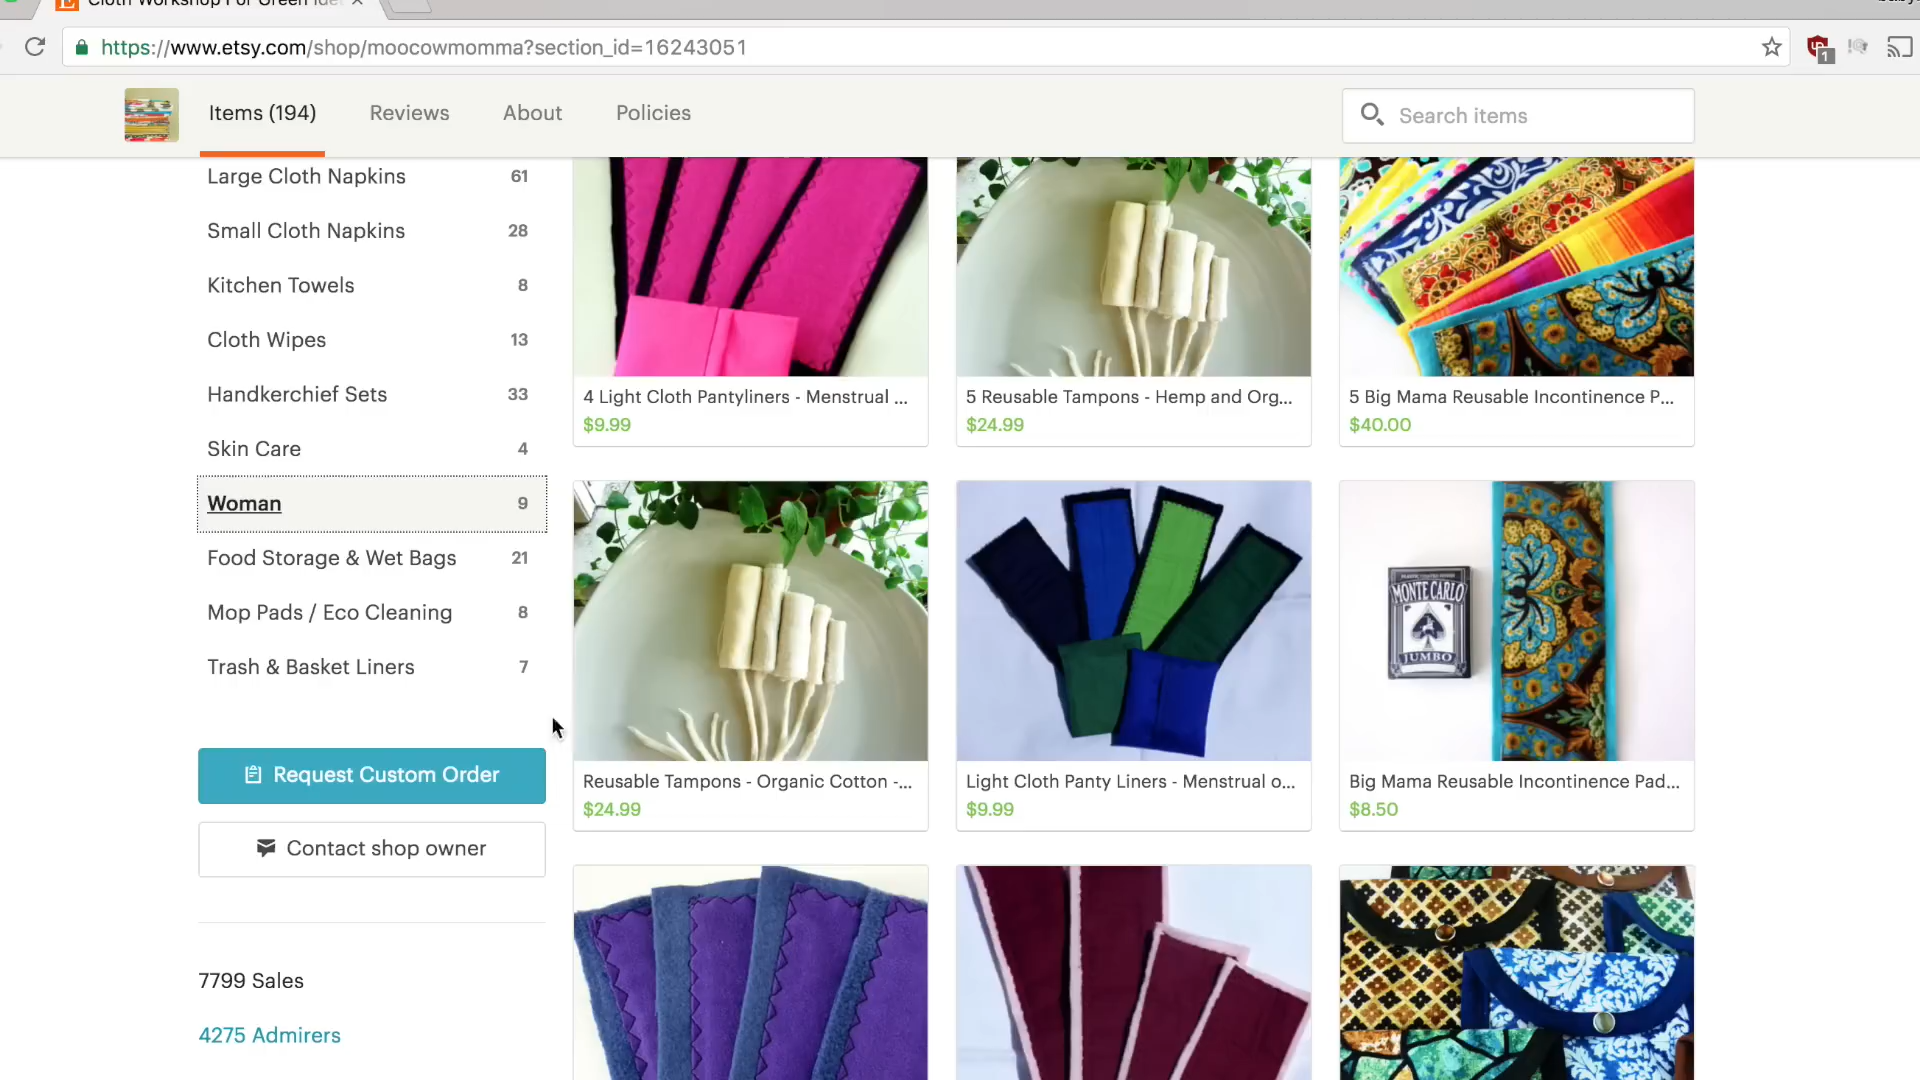 https://www.etsy.com/shop/moocowmomma?section_id=16243051
1
Items (194)
Reviews
About
Policies
Search items
Large Cloth Napkins 61
Small Cloth Napkins 28
Kitchen Towels 8
Cloth Wipes 13
Handkerchief Sets 33
Skin Care 4
Woman 9
Food Storage & Wet Bags 21
Mop Pads / Eco Cleaning 8
Trash & Basket Liners 7
Request Custom Order
Contact shop owner
7799 Sales
4275 Admirers
4 Light Cloth Pantyliners - Menstrual ...
$9.99
5 Reusable Tampons - Hemp and Org...
$24.99
5 Big Mama Reusable Incontinence P...
$40.00
Reusable Tampons - Organic Cotton -...
$24.99
Light Cloth Panty Liners - Menstrual o...
$9.99
MONTE CARLO
JUMBO
Big Mama Reusable Incontinence Pad...
$8.50